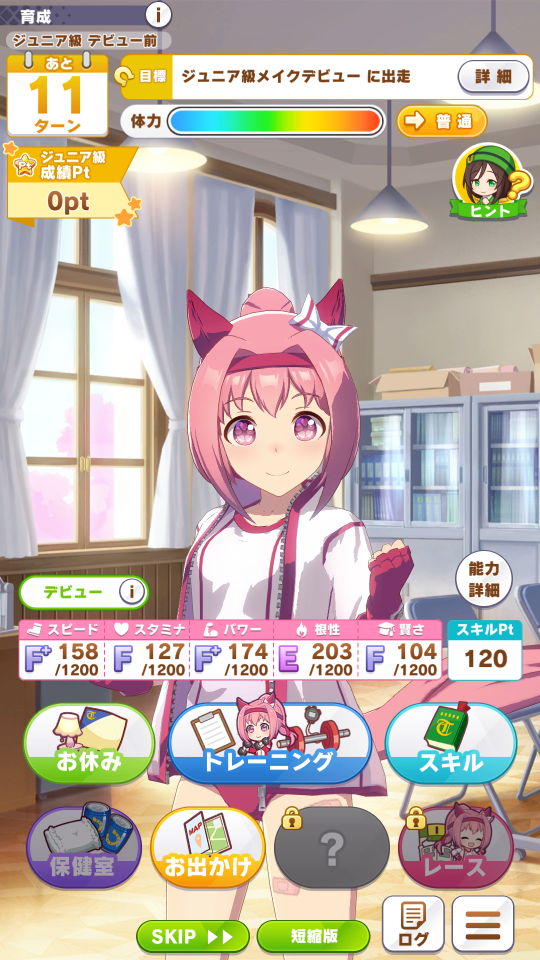 育成
i
ジュニア級 デビュー前
あと
11
ターン
目標
ジュニア級メイクデビュー に出走
詳細
体力
普通
Pt
ジュニア級
成績Pt
0pt
?
ヒント
デビュー
i
能力
詳細
スピード
スタミナ
パワー
根性
賢さ
スキルPt
F+ 158
/1200
F 127
/1200
F+ 174
/1200
E 203
/1200
F 104
/1200
120
お休み
トレーニング
スキル
保健室
MAP
お出かけ
?
レース
SKIP
短縮版
ログ